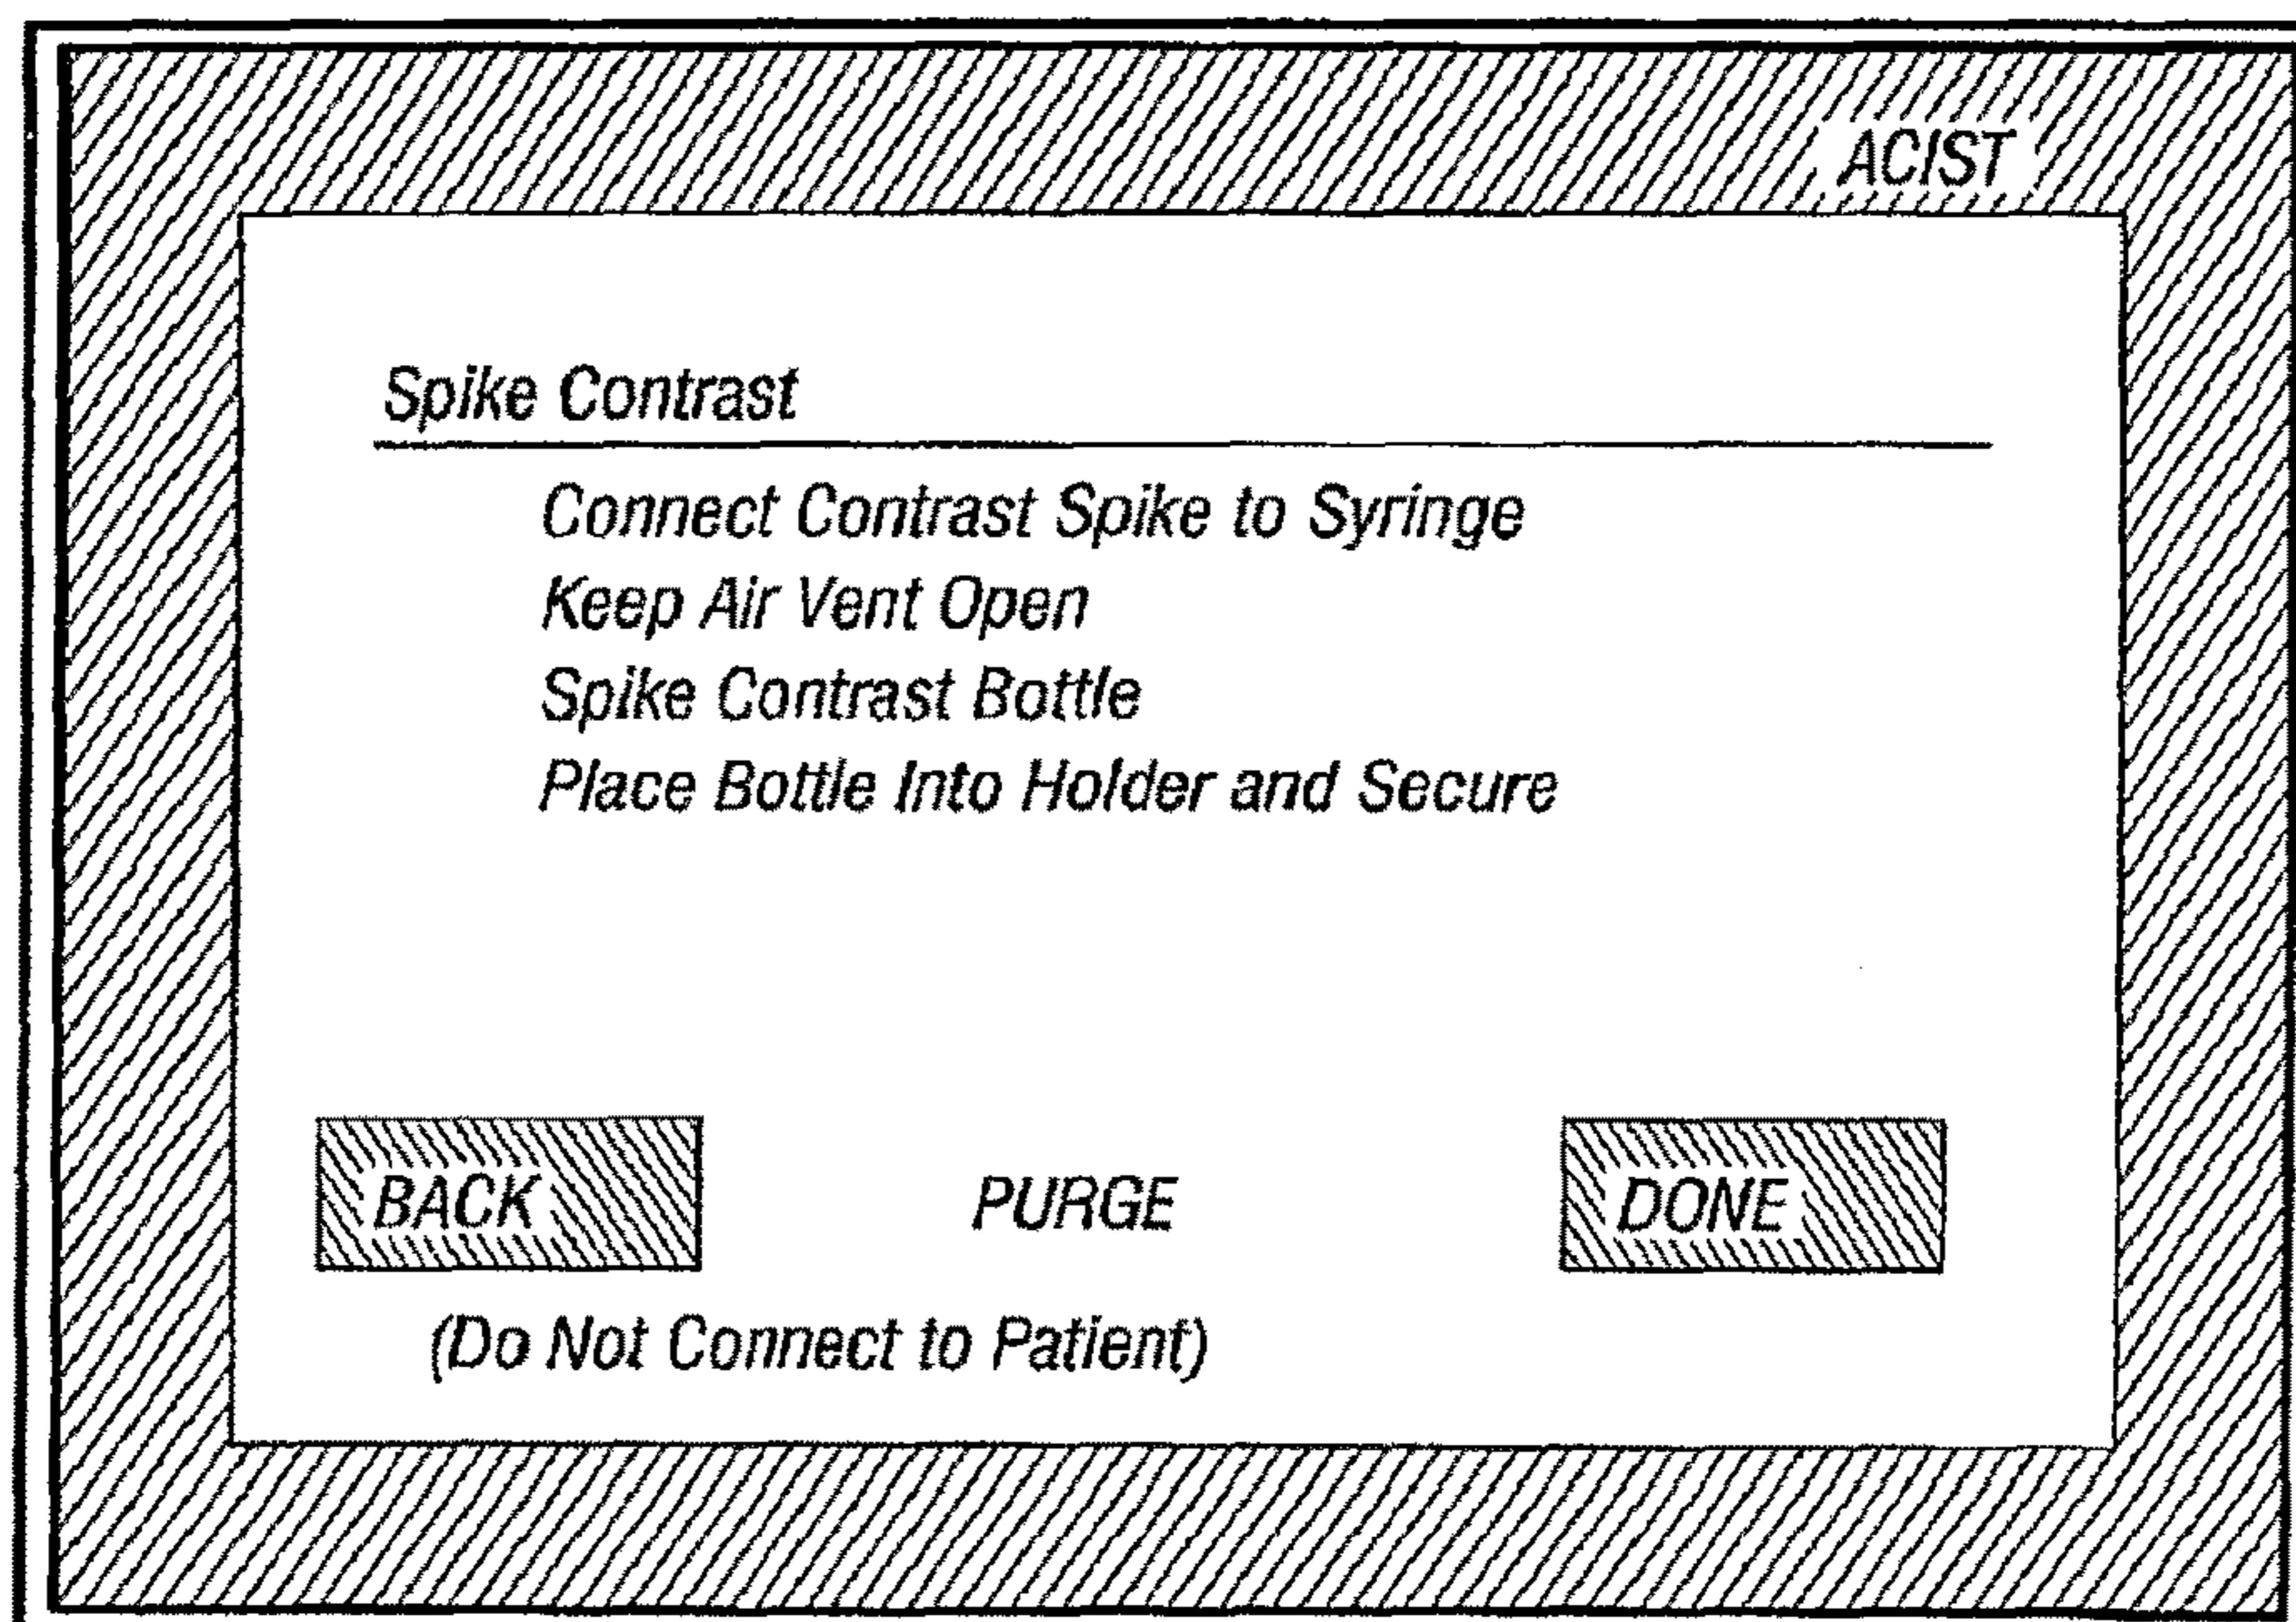 ACIST
Spike Contrast
Connect Contrast Spike to Syringe
Keep Air Vent Open
Spike Contrast Bottle
Place Bottle Into Holder and Secure
BACK PURGE DONE
(Do Not Connect to Patient)